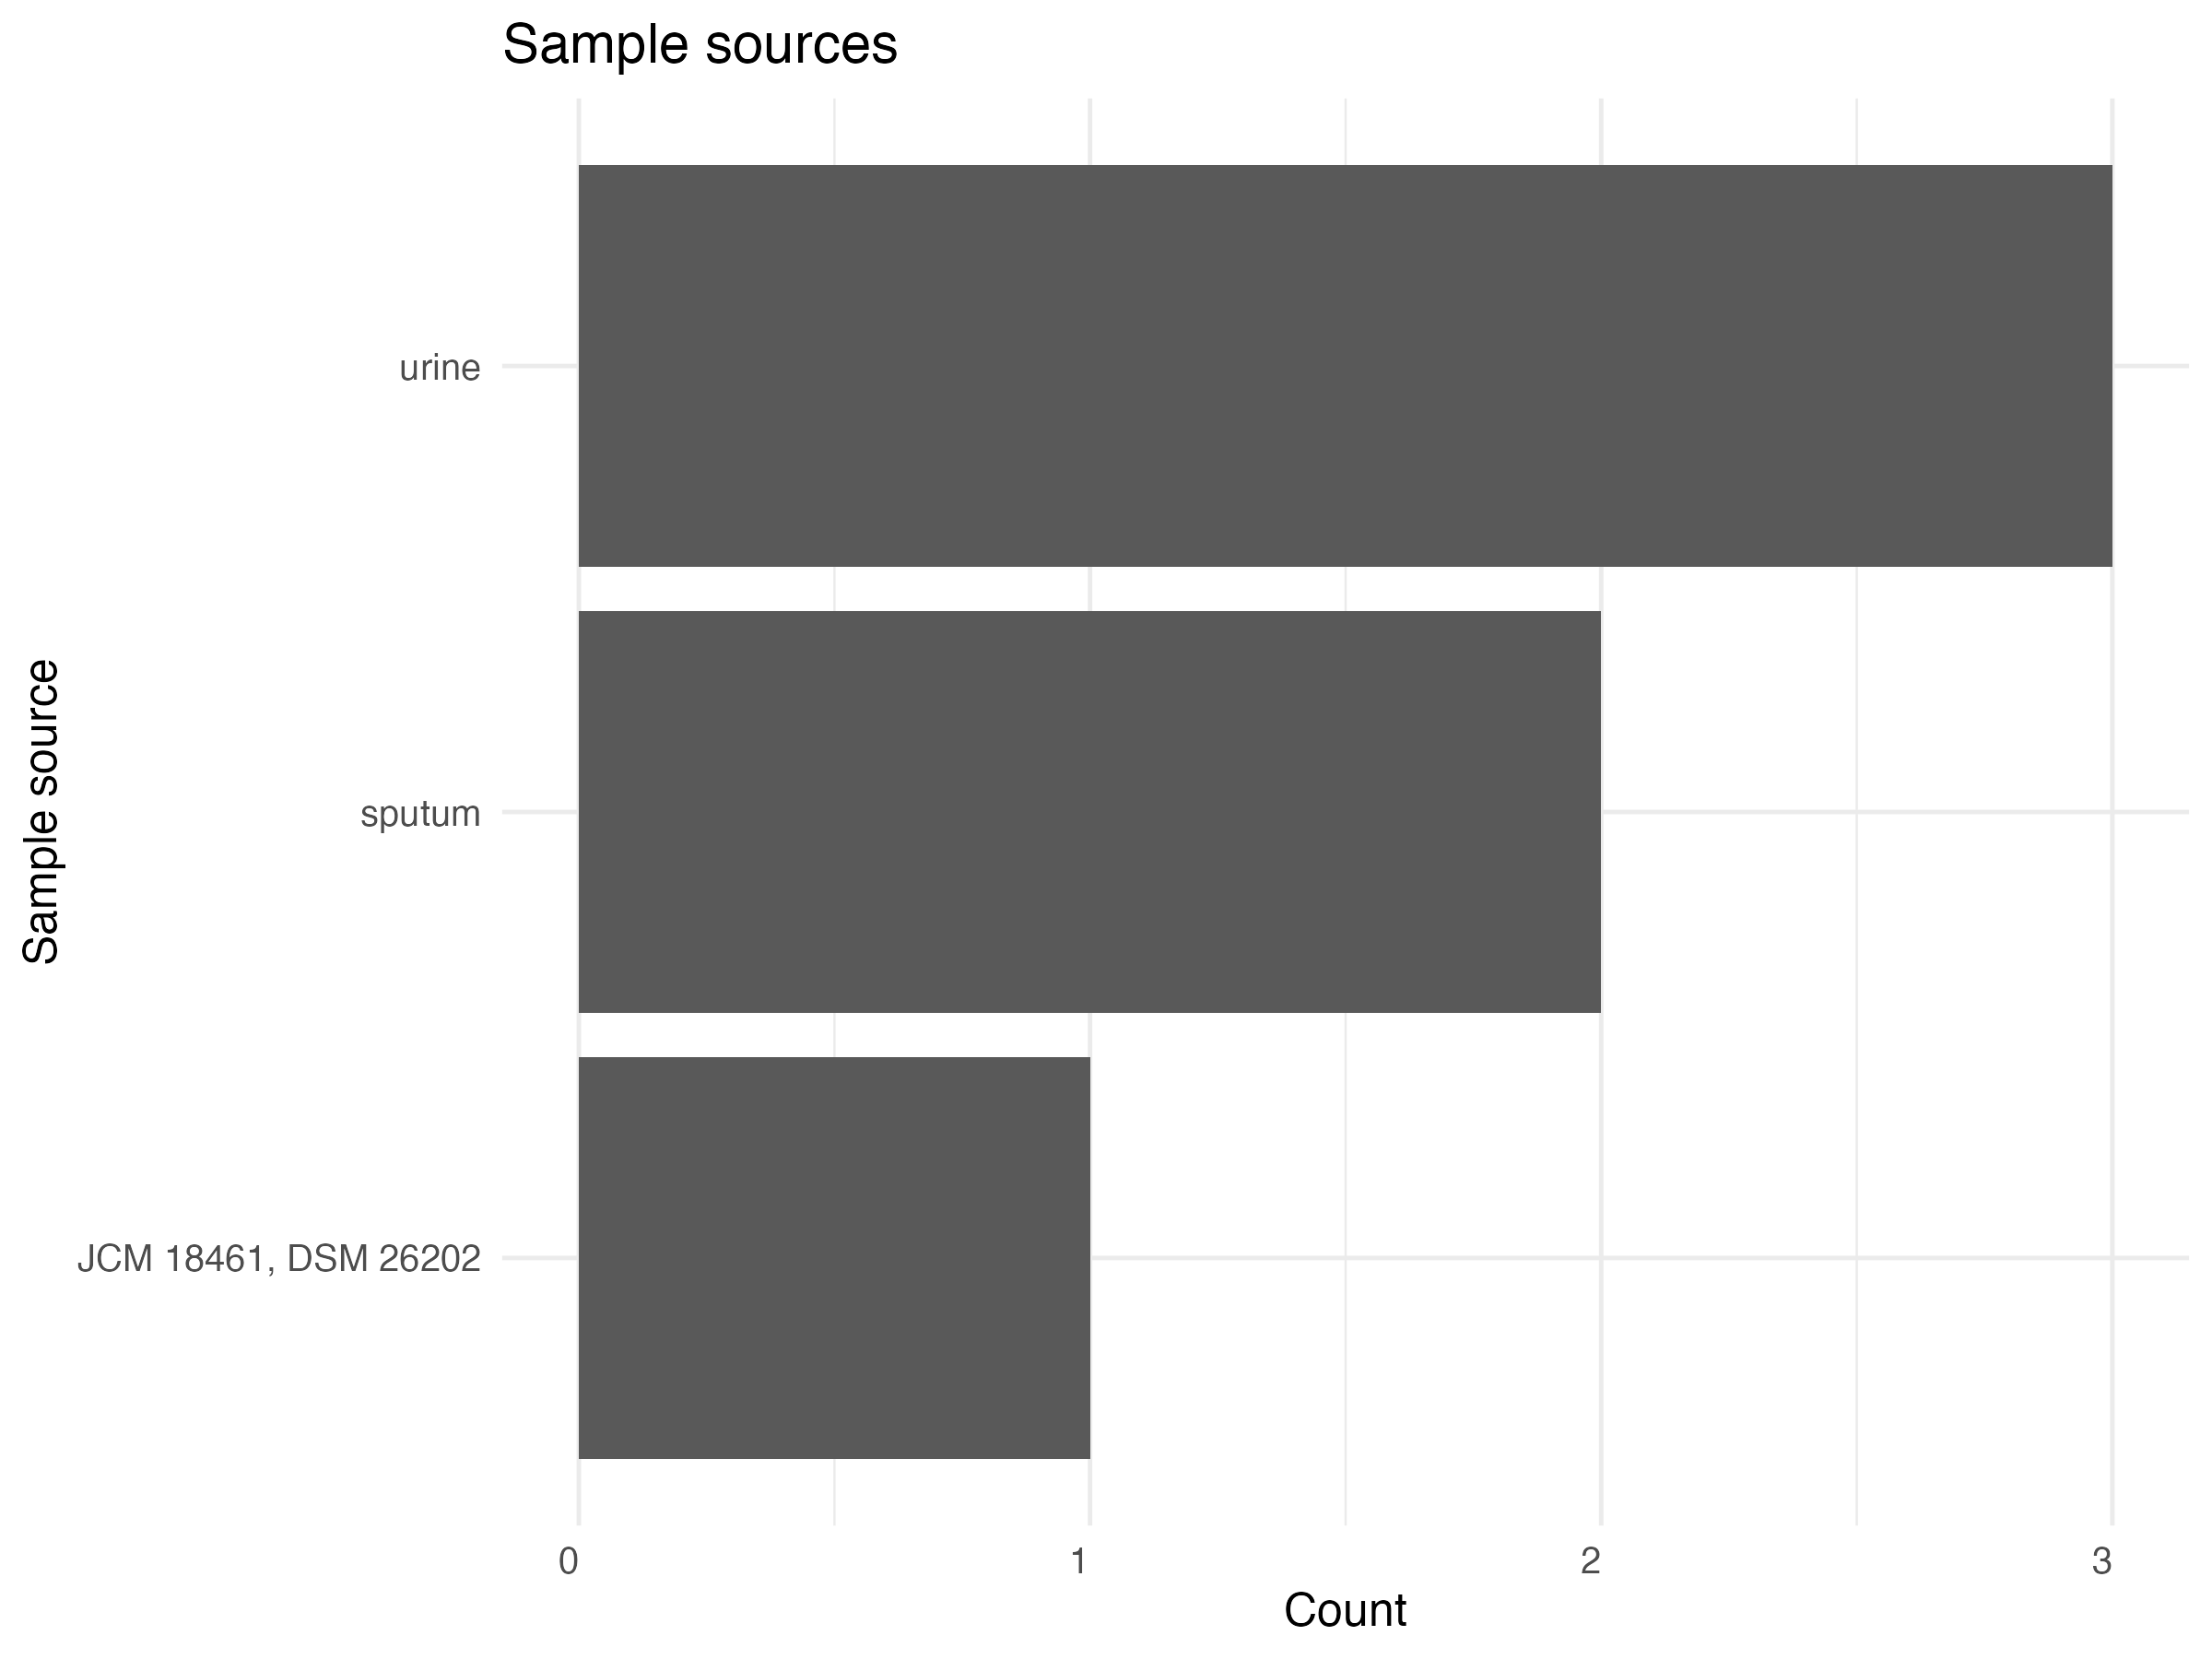 Sample sources
Sample source
urine
sputum
JCM 18461, DSM 26202
0 1 2 3
Count